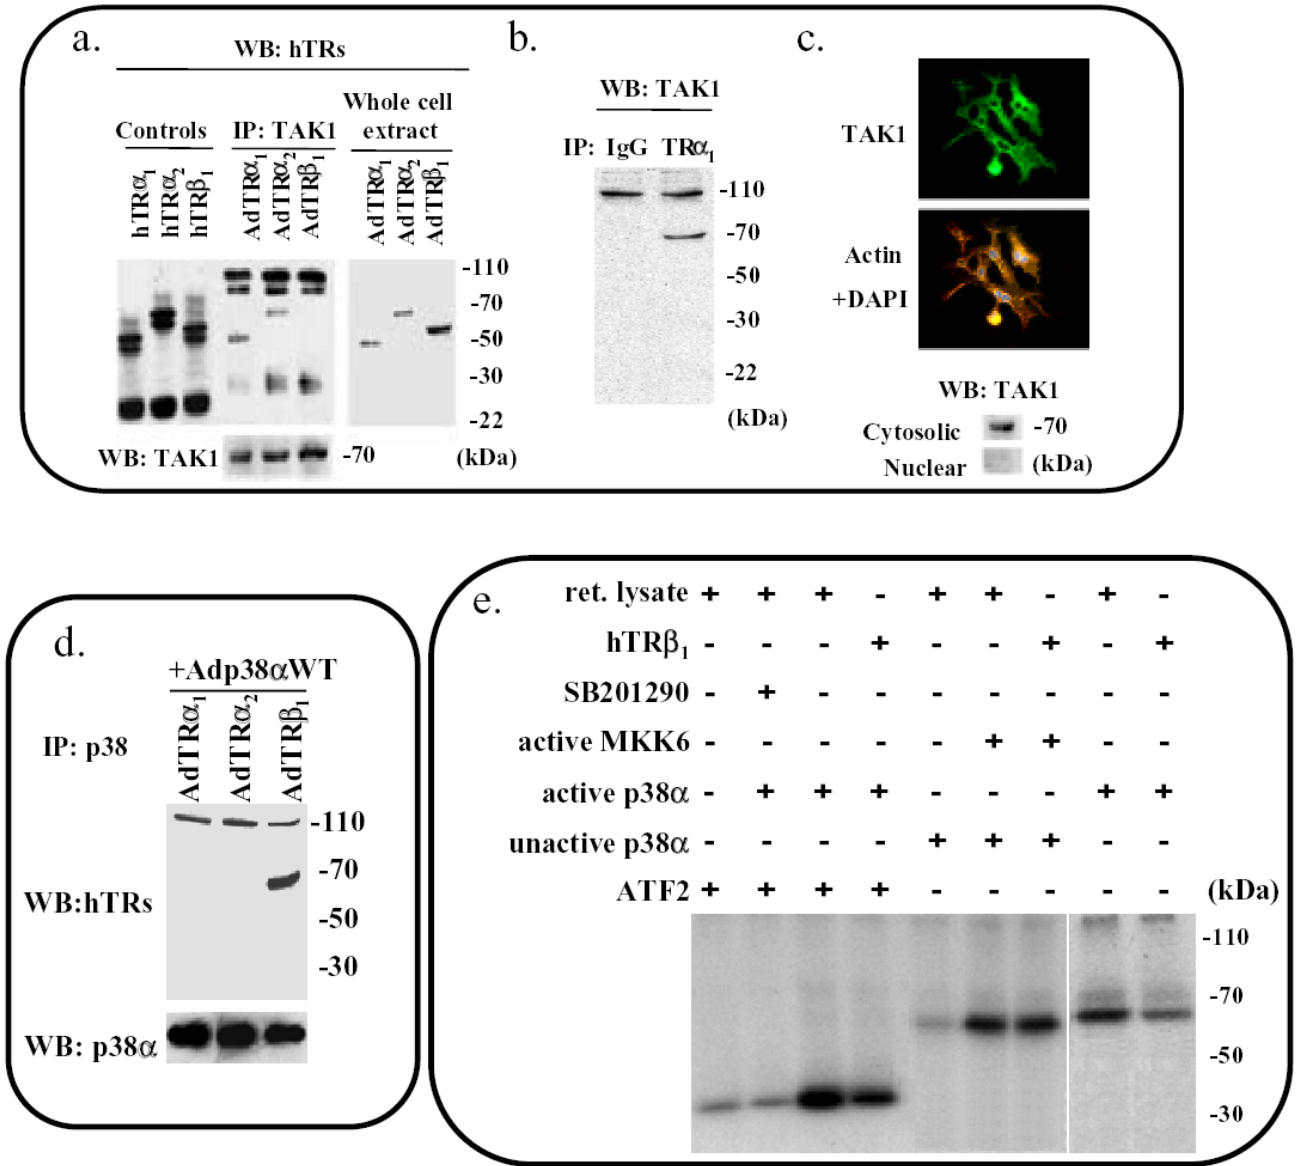 a.
WB: hTRs
Controls
IP: TAK1
Whole cell
extract
hTRα1
hTRα2
hTRβ1
AdTRα1
AdTRα2
AdTRβ1
AdTRα1
AdTRα2
AdTRβ1
-110
-70
-50
-30
-22
WB: TAK1
-70
(kDa)
b.
WB: TAK1
IP: IgG TRα1
-110
-70
-50
-30
-22
(kDa)
c.
TAK1
Actin
+DAPI
WB: TAK1
Cytosolic
-70
Nuclear
(kDa)
d.
+Adp38αWT
IP: p38
AdTRα1
AdTRα2
AdTRβ1
-110
-70
WB:hTRs
-50
-30
WB: p38α
e.
ret. lysate + + + - + + - + -
hTRβ1 - - - + - - + - +
SB201290 - + - - - - - - -
active MKK6 - - - - - + + - -
active p38α - + + + - - - + +
unactive p38α - - - - + + + - -
ATF2 + + + + - - - - -
(kDa)
-110
-70
-50
-30